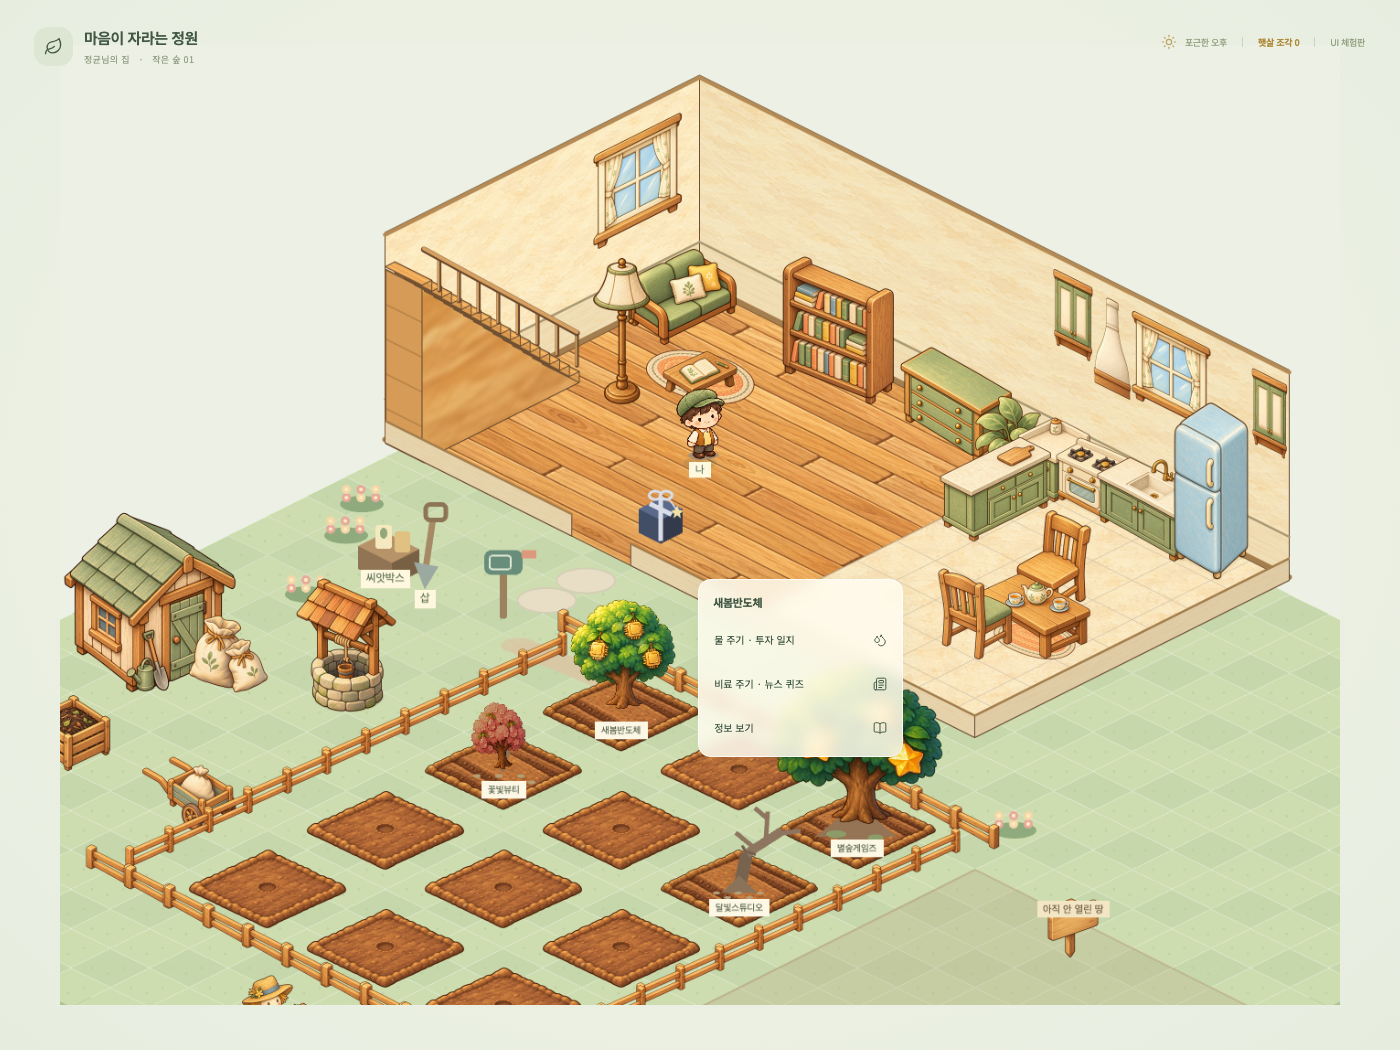 마음이 자라는 정원
정균님의 집 · 작은 숲 01
포근한 오후
햇살 조각 0
UI 체험판
나
씨앗박스
삽
새봄반도체
물 주기 · 투자 일지
비료 주기 · 뉴스 퀴즈
정보 보기
새봄반도체
꽃빛뷰티
별숲게임즈
달빛스튜디오
아직 안 열린 땅